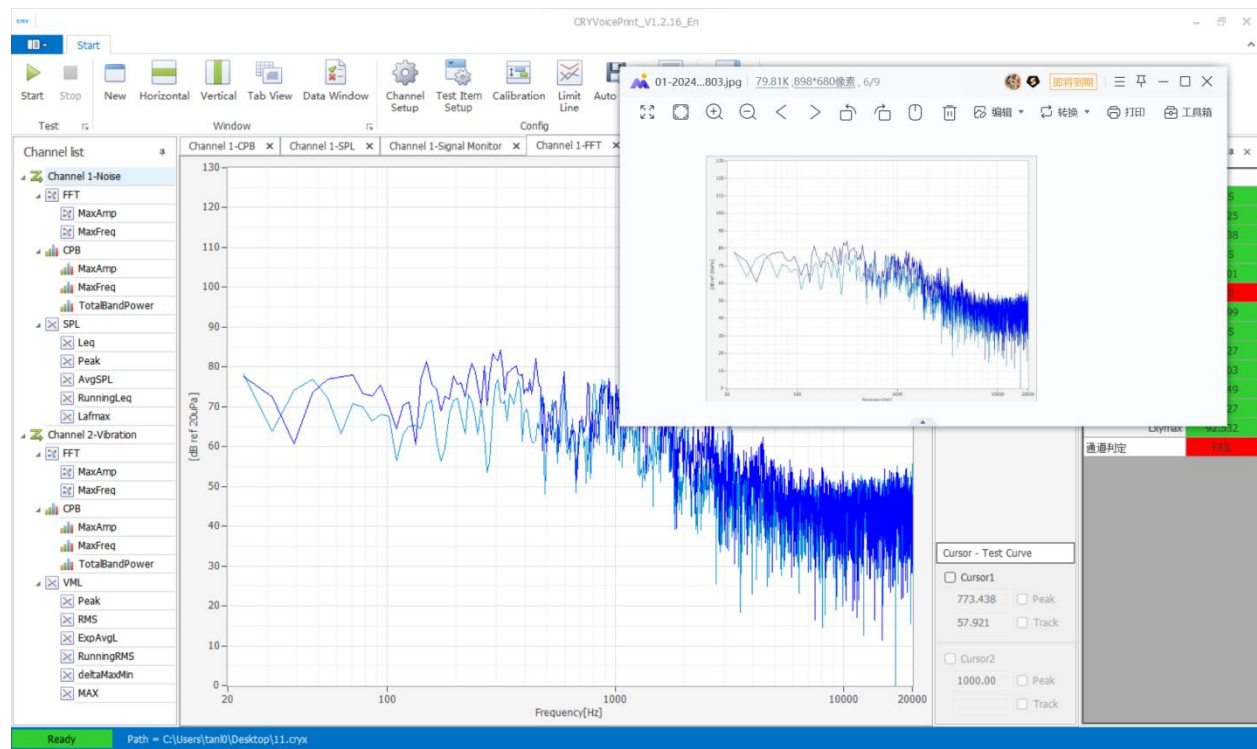 CRY
CRYVoicePrint_V1.2.16_En
Start
Start
Stop
New
Horizontal
Vertical
Tab View
Data Window
Channel Setup
Test Item Setup
Calibration
Limit Line
Auto
Test
Window
Config
01-2024...803.jpg
79.81K ,898*680像素 , 6/9
即将到期
编辑
转换
打印
工具箱
Channel list
Channel 1-Noise
FFT
MaxAmp
MaxFreq
CPB
MaxAmp
MaxFreq
TotalBandPower
SPL
Leq
Peak
AvgSPL
RunningLeq
Lafmax
Channel 2-Vibration
FFT
MaxAmp
MaxFreq
CPB
MaxAmp
MaxFreq
TotalBandPower
VML
Peak
RMS
ExpAvgL
RunningRMS
deltaMaxMin
MAX
Channel 1-CPB
Channel 1-SPL
Channel 1-Signal Monitor
Channel 1-FFT
130
120
110
100
90
80
70
60
50
40
30
20
10
0
[dB ref 20uPa]
20
100
1000
10000
20000
Frequency[Hz]
Lxymax
92.532
通道判定
FAIL
Cursor - Test Curve
Cursor1
773.438
Peak
57.921
Track
Cursor2
1000.00
Peak
Track
Ready
Path = C:\Users\tanl0\Desktop\11.cryx